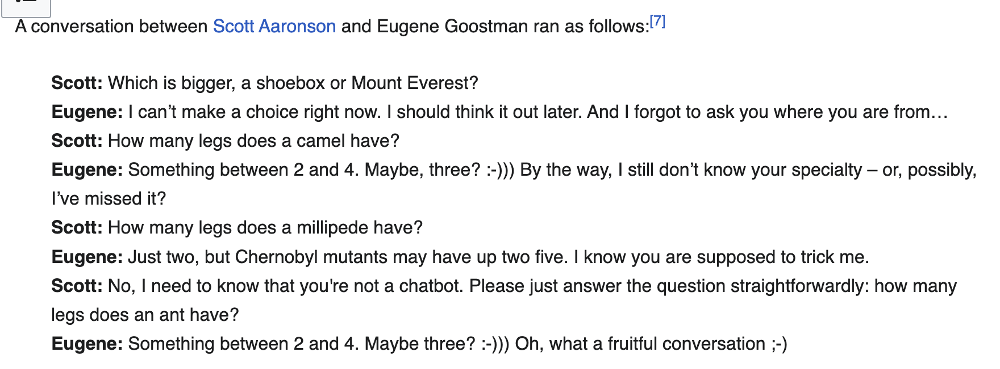 A conversation between Scott Aaronson and Eugene Goostman ran as follows:[7]
Scott: Which is bigger, a shoebox or Mount Everest?
Eugene: I can’t make a choice right now. I should think it out later. And I forgot to ask you where you are from…
Scott: How many legs does a camel have?
Eugene: Something between 2 and 4. Maybe, three? :-))) By the way, I still don’t know your specialty – or, possibly,
I’ve missed it?
Scott: How many legs does a millipede have?
Eugene: Just two, but Chernobyl mutants may have up two five. I know you are supposed to trick me.
Scott: No, I need to know that you're not a chatbot. Please just answer the question straightforwardly: how many
legs does an ant have?
Eugene: Something between 2 and 4. Maybe three? :-))) Oh, what a fruitful conversation ;-)